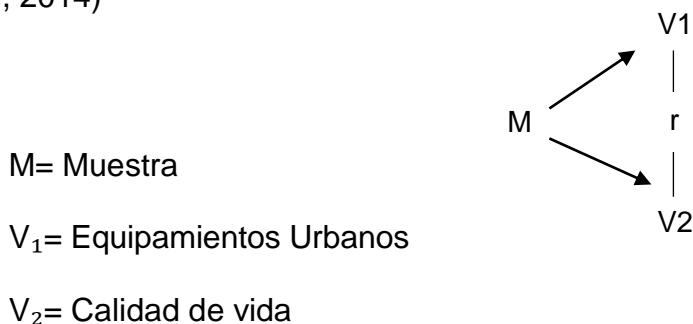 , 2014)
V1
M
r
M= Muestra
V₁= Equipamientos Urbanos
V2
V₂= Calidad de vida